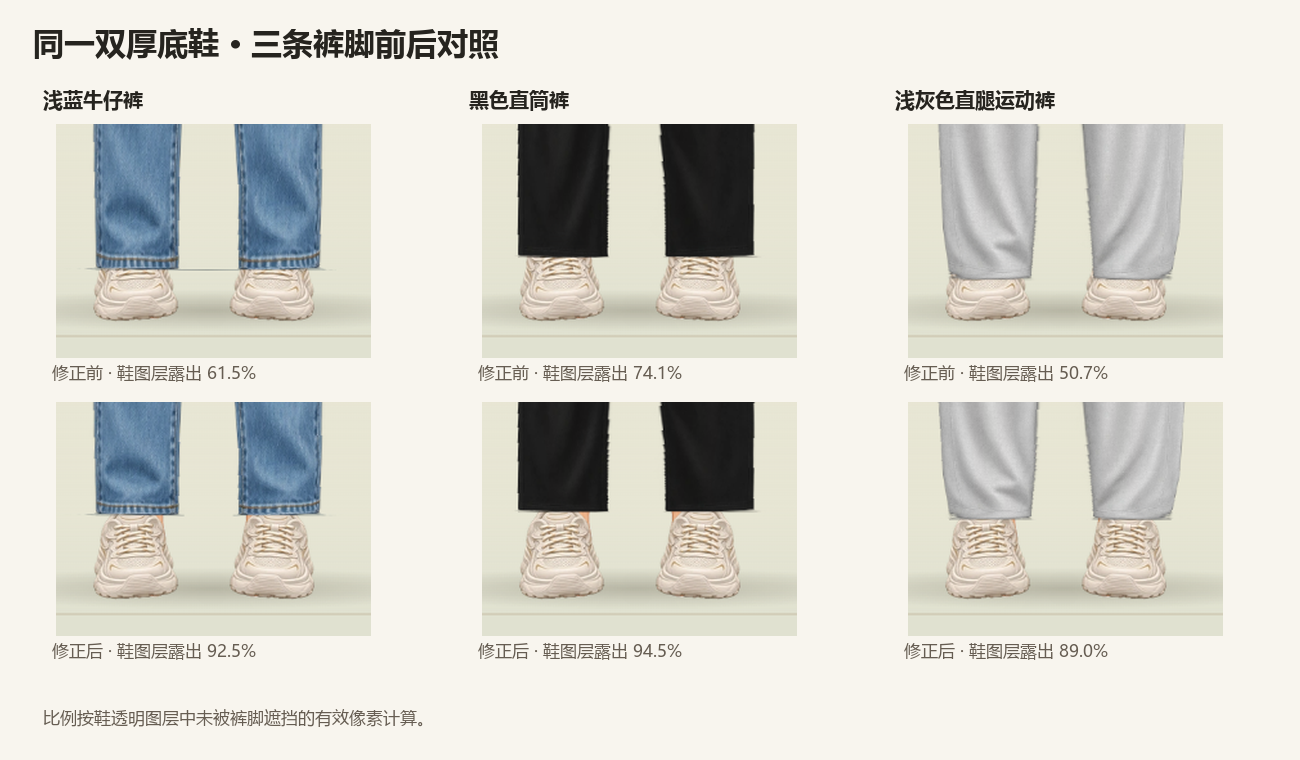 同一双厚底鞋・三条裤脚前后对照
浅蓝牛仔裤
黑色直筒裤
浅灰色直腿运动裤
修正前 · 鞋图层露出 61.5%
修正前 · 鞋图层露出 74.1%
修正前 · 鞋图层露出 50.7%
修正后 · 鞋图层露出 92.5%
修正后 · 鞋图层露出 94.5%
修正后 · 鞋图层露出 89.0%
比例按鞋透明图层中未被裤脚遮挡的有效像素计算。